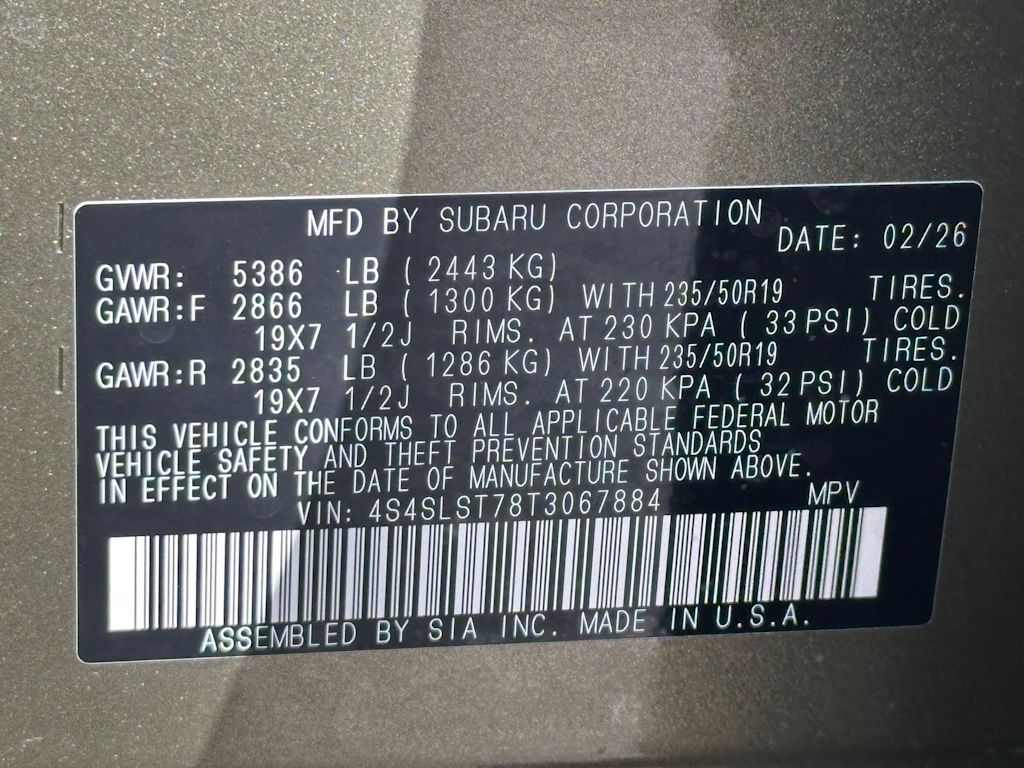 MFD BY SUBARU CORPORATION
DATE: 02/26
GVWR: 5386 LB ( 2443 KG)
GAWR:F 2866 LB ( 1300 KG) WITH 235/50R19 TIRES.
19X7 1/2J RIMS. AT 230 KPA ( 33 PSI) COLD
GAWR:R 2835 LB ( 1286 KG) WITH 235/50R19 TIRES.
19X7 1/2J RIMS. AT 220 KPA ( 32 PSI) COLD
THIS VEHICLE CONFORMS TO ALL APPLICABLE FEDERAL MOTOR
VEHICLE SAFETY AND THEFT PREVENTION STANDARDS
IN EFFECT ON THE DATE OF MANUFACTURE SHOWN ABOVE.
VIN: 4S4SLST78T3067884 MPV
ASSEMBLED BY SIA INC. MADE IN U.S.A.